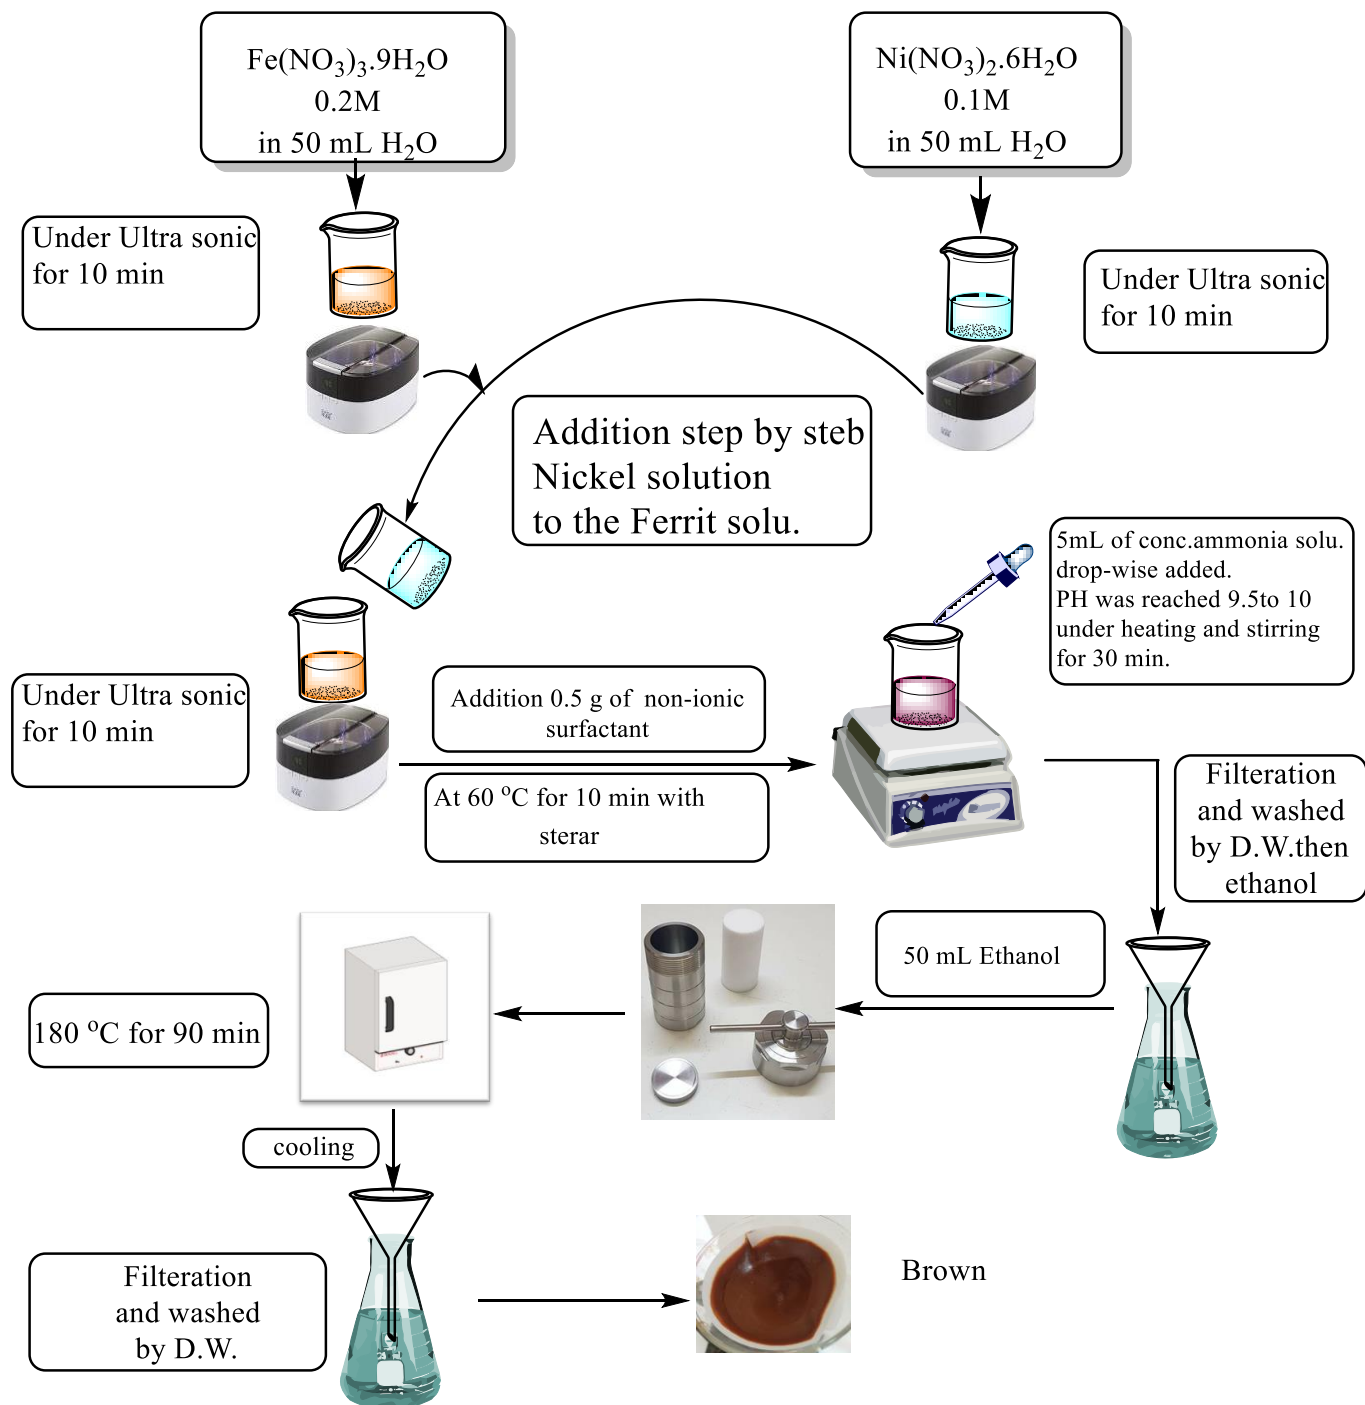 Fe(NO₃)₃.9H₂O
0.2M
in 50 mL H₂O
Ni(NO₃)₂.6H₂O
0.1M
in 50 mL H₂O
Under Ultra sonic
for 10 min
Under Ultra sonic
for 10 min
Addition step by steb
Nickel solution
to the Ferrit solu.
5mL of conc.ammonia solu.
drop-wise added.
PH was reached 9.5to 10
under heating and stirring
for 30 min.
Under Ultra sonic
for 10 min
Addition 0.5 g of non-ionic
surfactant
At 60 °C for 10 min with
sterar
Filteration
and washed
by D.W.then
ethanol
50 mL Ethanol
180 °C for 90 min
cooling
Filteration
and washed
by D.W.
Brown